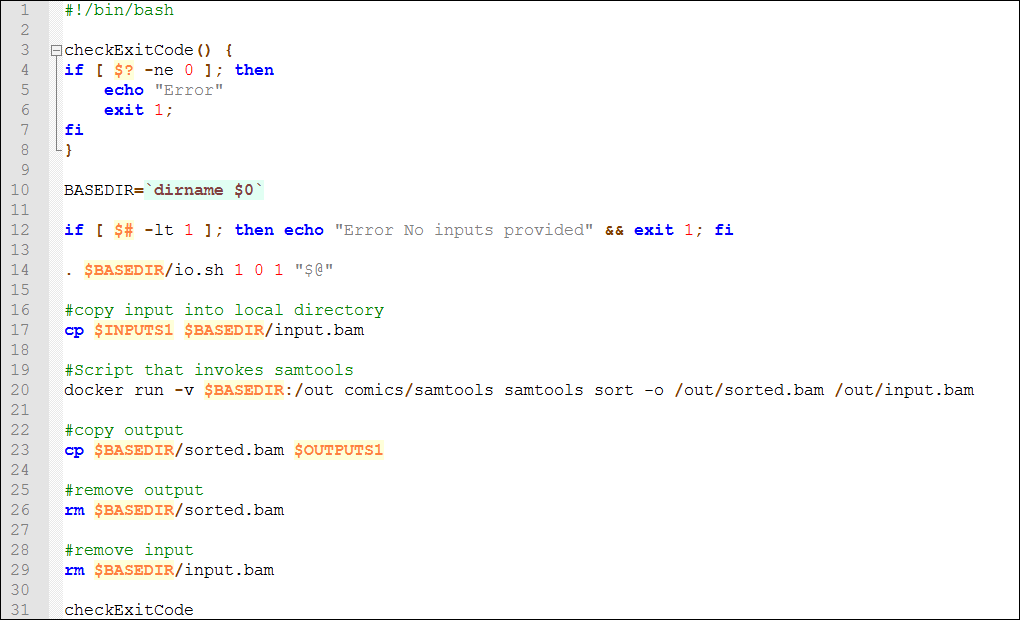 1 #!/bin/bash
2
3 checkExitCode() {
4 if [ $? -ne 0 ]; then
5     echo "Error"
6     exit 1;
7 fi
8 }
9
10 BASEDIR=`dirname $0`
11
12 if [ $# -lt 1 ]; then echo "Error No inputs provided" && exit 1; fi
13
14 . $BASEDIR/io.sh 1 0 1 "$@"
15
16 #copy input into local directory
17 cp $INPUTS1 $BASEDIR/input.bam
18
19 #Script that invokes samtools
20 docker run -v $BASEDIR:/out comics/samtools samtools sort -o /out/sorted.bam /out/input.bam
21
22 #copy output
23 cp $BASEDIR/sorted.bam $OUTPUTS1
24
25 #remove output
26 rm $BASEDIR/sorted.bam
27
28 #remove input
29 rm $BASEDIR/input.bam
30
31 checkExitCode